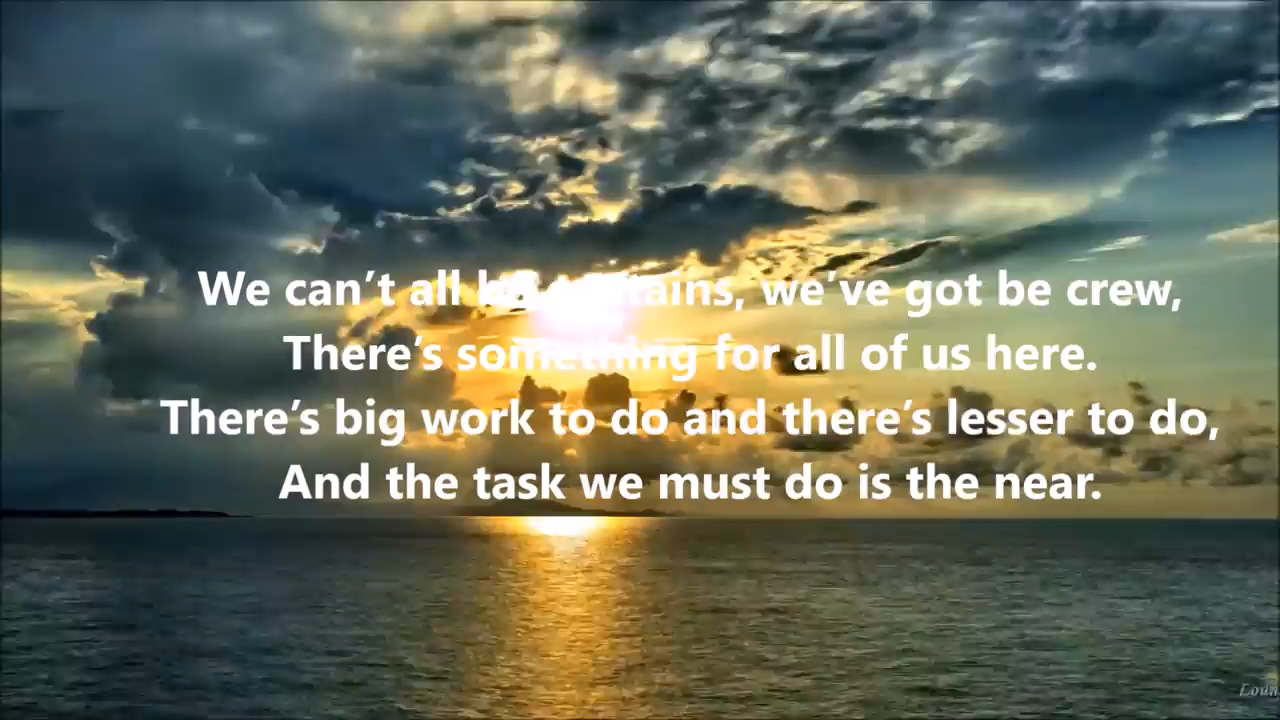 We can't all be captains, we've got be crew,
There's something for all of us here.
There's big work to do and there's lesser to do,
And the task we must do is the near.